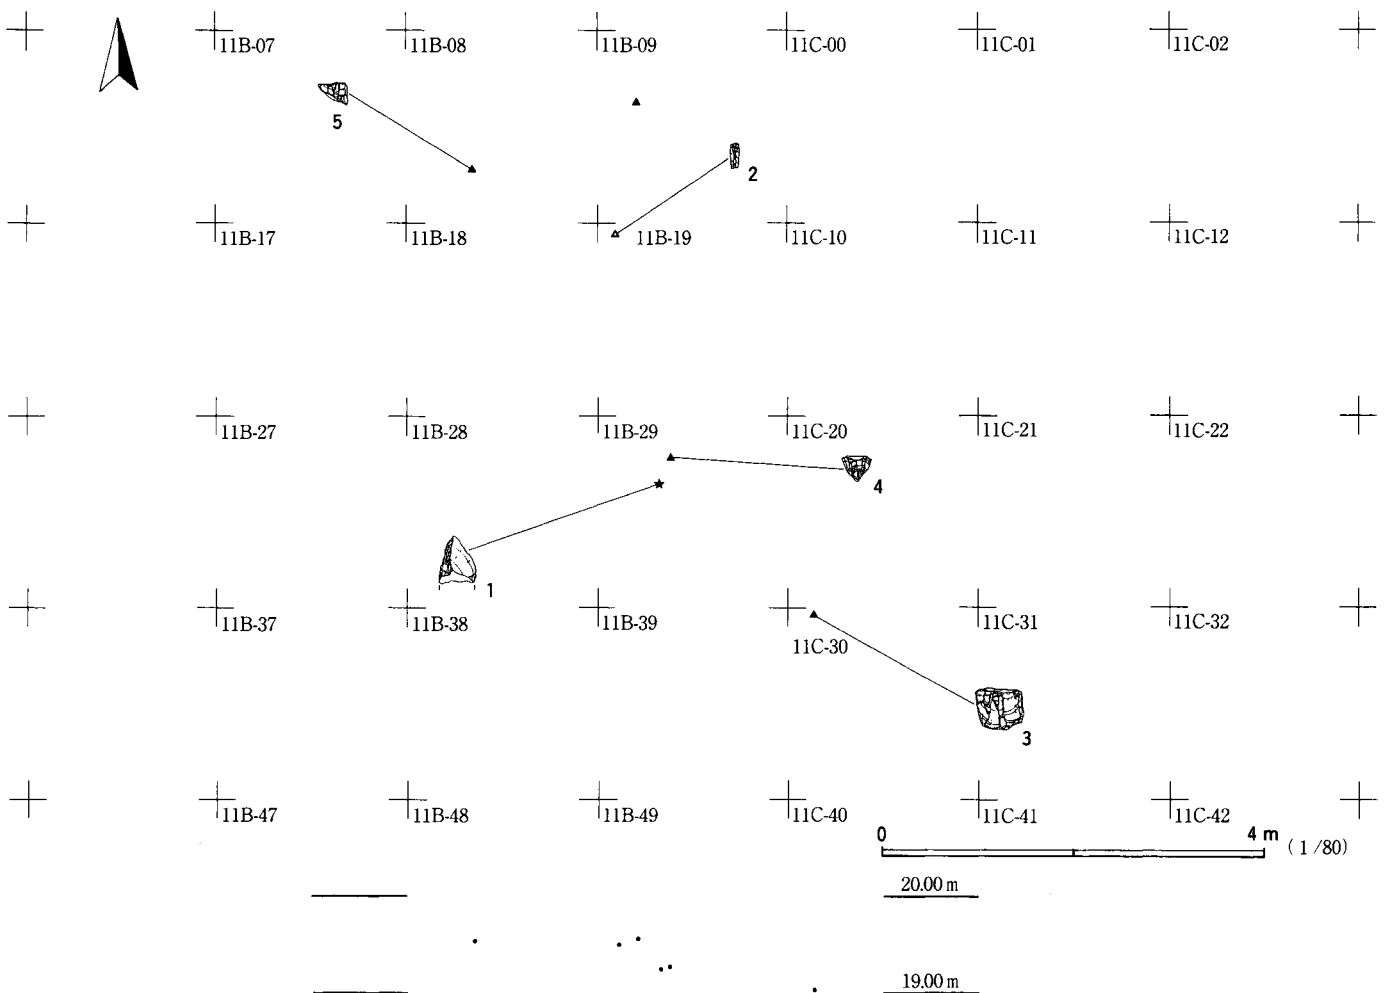 11B-07 11B-08 11B-09 11C-00 11C-01 11C-02
5
2
11B-17 11B-18 11B-19 11C-10 11C-11 11C-12
11B-27 11B-28 11B-29 11C-20 11C-21 11C-22
4
1
11B-37 11B-38 11B-39 11C-30 11C-31 11C-32
3
11B-47 11B-48 11B-49 11C-40 11C-41 11C-42
0 4 m (1/80)
20.00 m
19.00 m